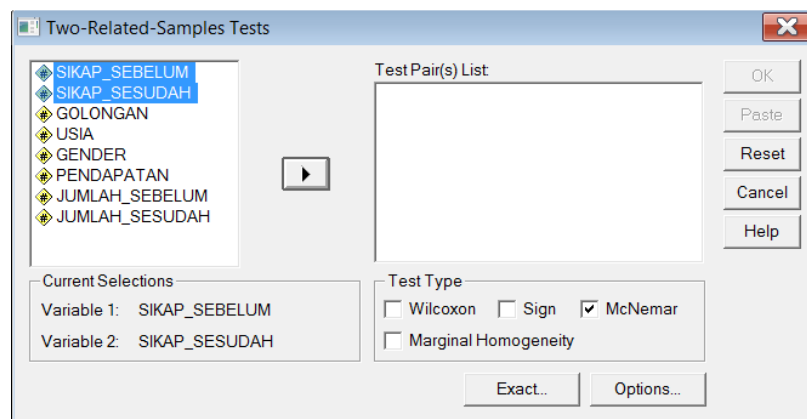 Two-Related-Samples Tests
SIKAP_SEBELUM
SIKAP_SESUDAH
GOLONGAN
USIA
GENDER
PENDAPATAN
JUMLAH_SEBELUM
JUMLAH_SESUDAH
Test Pair(s) List:
OK
Paste
Reset
Cancel
Help
Current Selections
Variable 1: SIKAP_SEBELUM
Variable 2: SIKAP_SESUDAH
Test Type
Wilcoxon Sign McNemar
Marginal Homogeneity
Exact... Options...